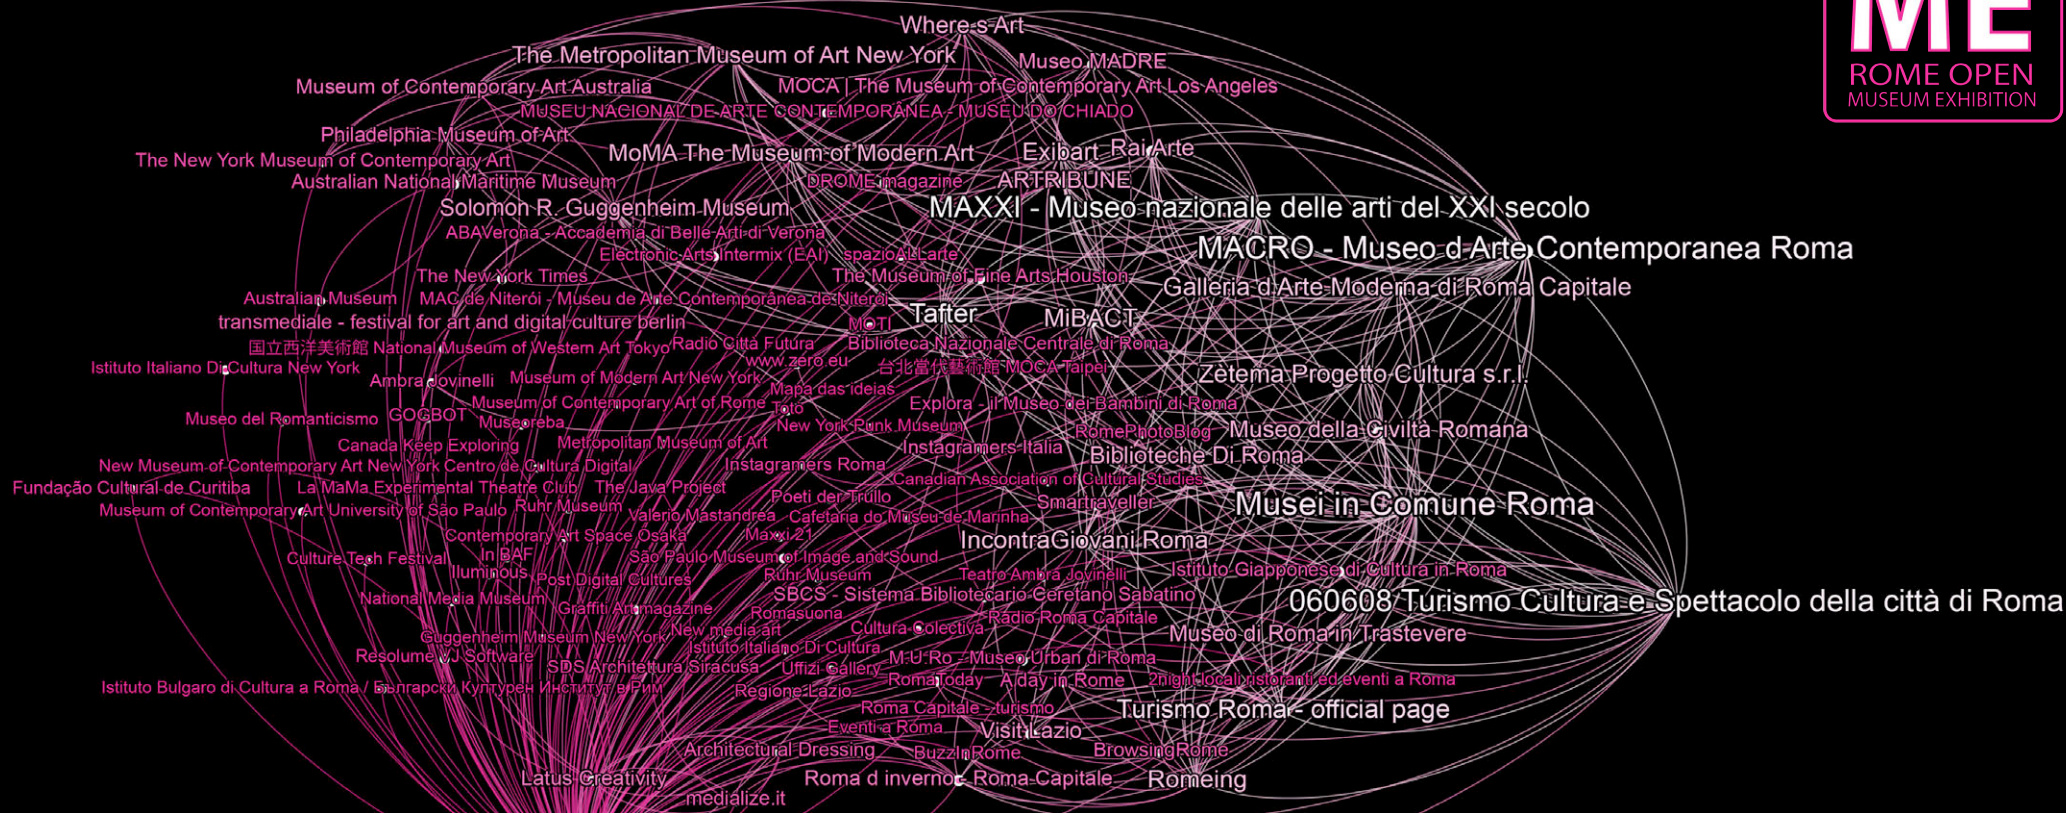 ME
ROME OPEN
MUSEUM EXHIBITION
Where s Art
The Metropolitan Museum of Art New York
Museo MADRE
Museum of Contemporary Art Australia
MOCA | The Museum of Contemporary Art Los Angeles
MUSEU NACIONAL DE ARTE CONTEMPORÂNEA - MUSEU DO CHIADO
Philadelphia Museum of Art
The New York Museum of Contemporary Art
MoMA The Museum of Modern Art
Exibart
Rai Arte
Australian National Maritime Museum
DROME magazine
ARTRIBUNE
Solomon R. Guggenheim Museum
MAXXI - Museo nazionale delle arti del XXI secolo
ABAVerona - Accademia di Belle Arti di Verona
MACRO - Museo d Arte Contemporanea Roma
Electronic Arts Intermix (EAI)
spazioALLarte
The New York Times
The Museum of Fine Arts Houston
Galleria d Arte Moderna di Roma Capitale
Australian Museum
MAC de Niterói - Museu de Arte Contemporânea de Niterói
Tafter
MiBACT
transmediale - festival for art and digital culture berlin
MOTI
国立西洋美術館 National Museum of Western Art Tokyo
Radio Città Futura
Biblioteca Nazionale Centrale di Roma
www.zero.eu
Istituto Italiano Di Cultura New York
台北當代藝術館 MOCA Taipei
Ambra Jovinelli
Museum of Modern Art New York
Zètema Progetto Cultura s.r.l.
Mapa das ideias
Museum of Contemporary Art of Rome
Toto
Explora - il Museo dei Bambini di Roma
Museo del Romanticismo
GOGBOT
Museoreba
New York Punk Museum
RomePhotoBlog
Museo della Civiltà Romana
Canada Keep Exploring
Metropolitan Museum of Art
Instagramers Italia
Biblioteche Di Roma
New Museum of Contemporary Art New York
Centro de Cultura Digital
Instagramers Roma
Canadian Association of Cultural Studies
Fundação Cultural de Curitiba
La MaMa Experimental Theatre Club
The Java Project
Poeti der Trullo
Smartraveller
Musei in Comune Roma
Museum of Contemporary Art University of São Paulo
Ruhr Museum
Valerio Mastandrea
Cafetaria do Museu de Marinha
Contemporary Art Space Osaka
Maxxi 21
IncontraGiovani Roma
Culture Tech Festival
In BAF
São Paulo Museum of Image and Sound
Iluminous
Post Digital Cultures
Ruhr Museum
Teatro Ambra Jovinelli
Istituto Giapponese di Cultura in Roma
National Media Museum
Graffiti Art magazine
SBCS - Sistema Bibliotecario Ceretano Sabatino
060608 Turismo Cultura e Spettacolo della città di Roma
Romasuona
Radio Roma Capitale
Guggenheim Museum New York
New media art
Cultura Colectiva
Museo di Roma in Trastevere
Resolume VJ Software
Istituto Italiano Di Cultura
SDS Architettura Siracusa
Uffizi Gallery
M.U.Ro - Museo Urban di Roma
Istituto Bulgaro di Cultura a Roma / Български Културен Институт в Рим
Regione Lazio
RomaToday
A day in Rome
2night locali ristoranti ed eventi a Roma
Roma Capitale - turismo
Turismo Roma - official page
Eventi a Roma
Visit Lazio
Architectural Dressing
BuzzInRome
BrowsingRome
Latus Creativity
Roma d inverno - Roma Capitale
Romeing
medialize.it